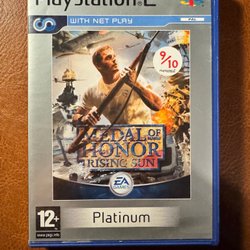 PlayStation 2
WITH NET PLAY
PAL
9/10
MEDAL OF
HONOR
RISING SUN
EA
GAMES
12+
www.pegi.info
Platinum